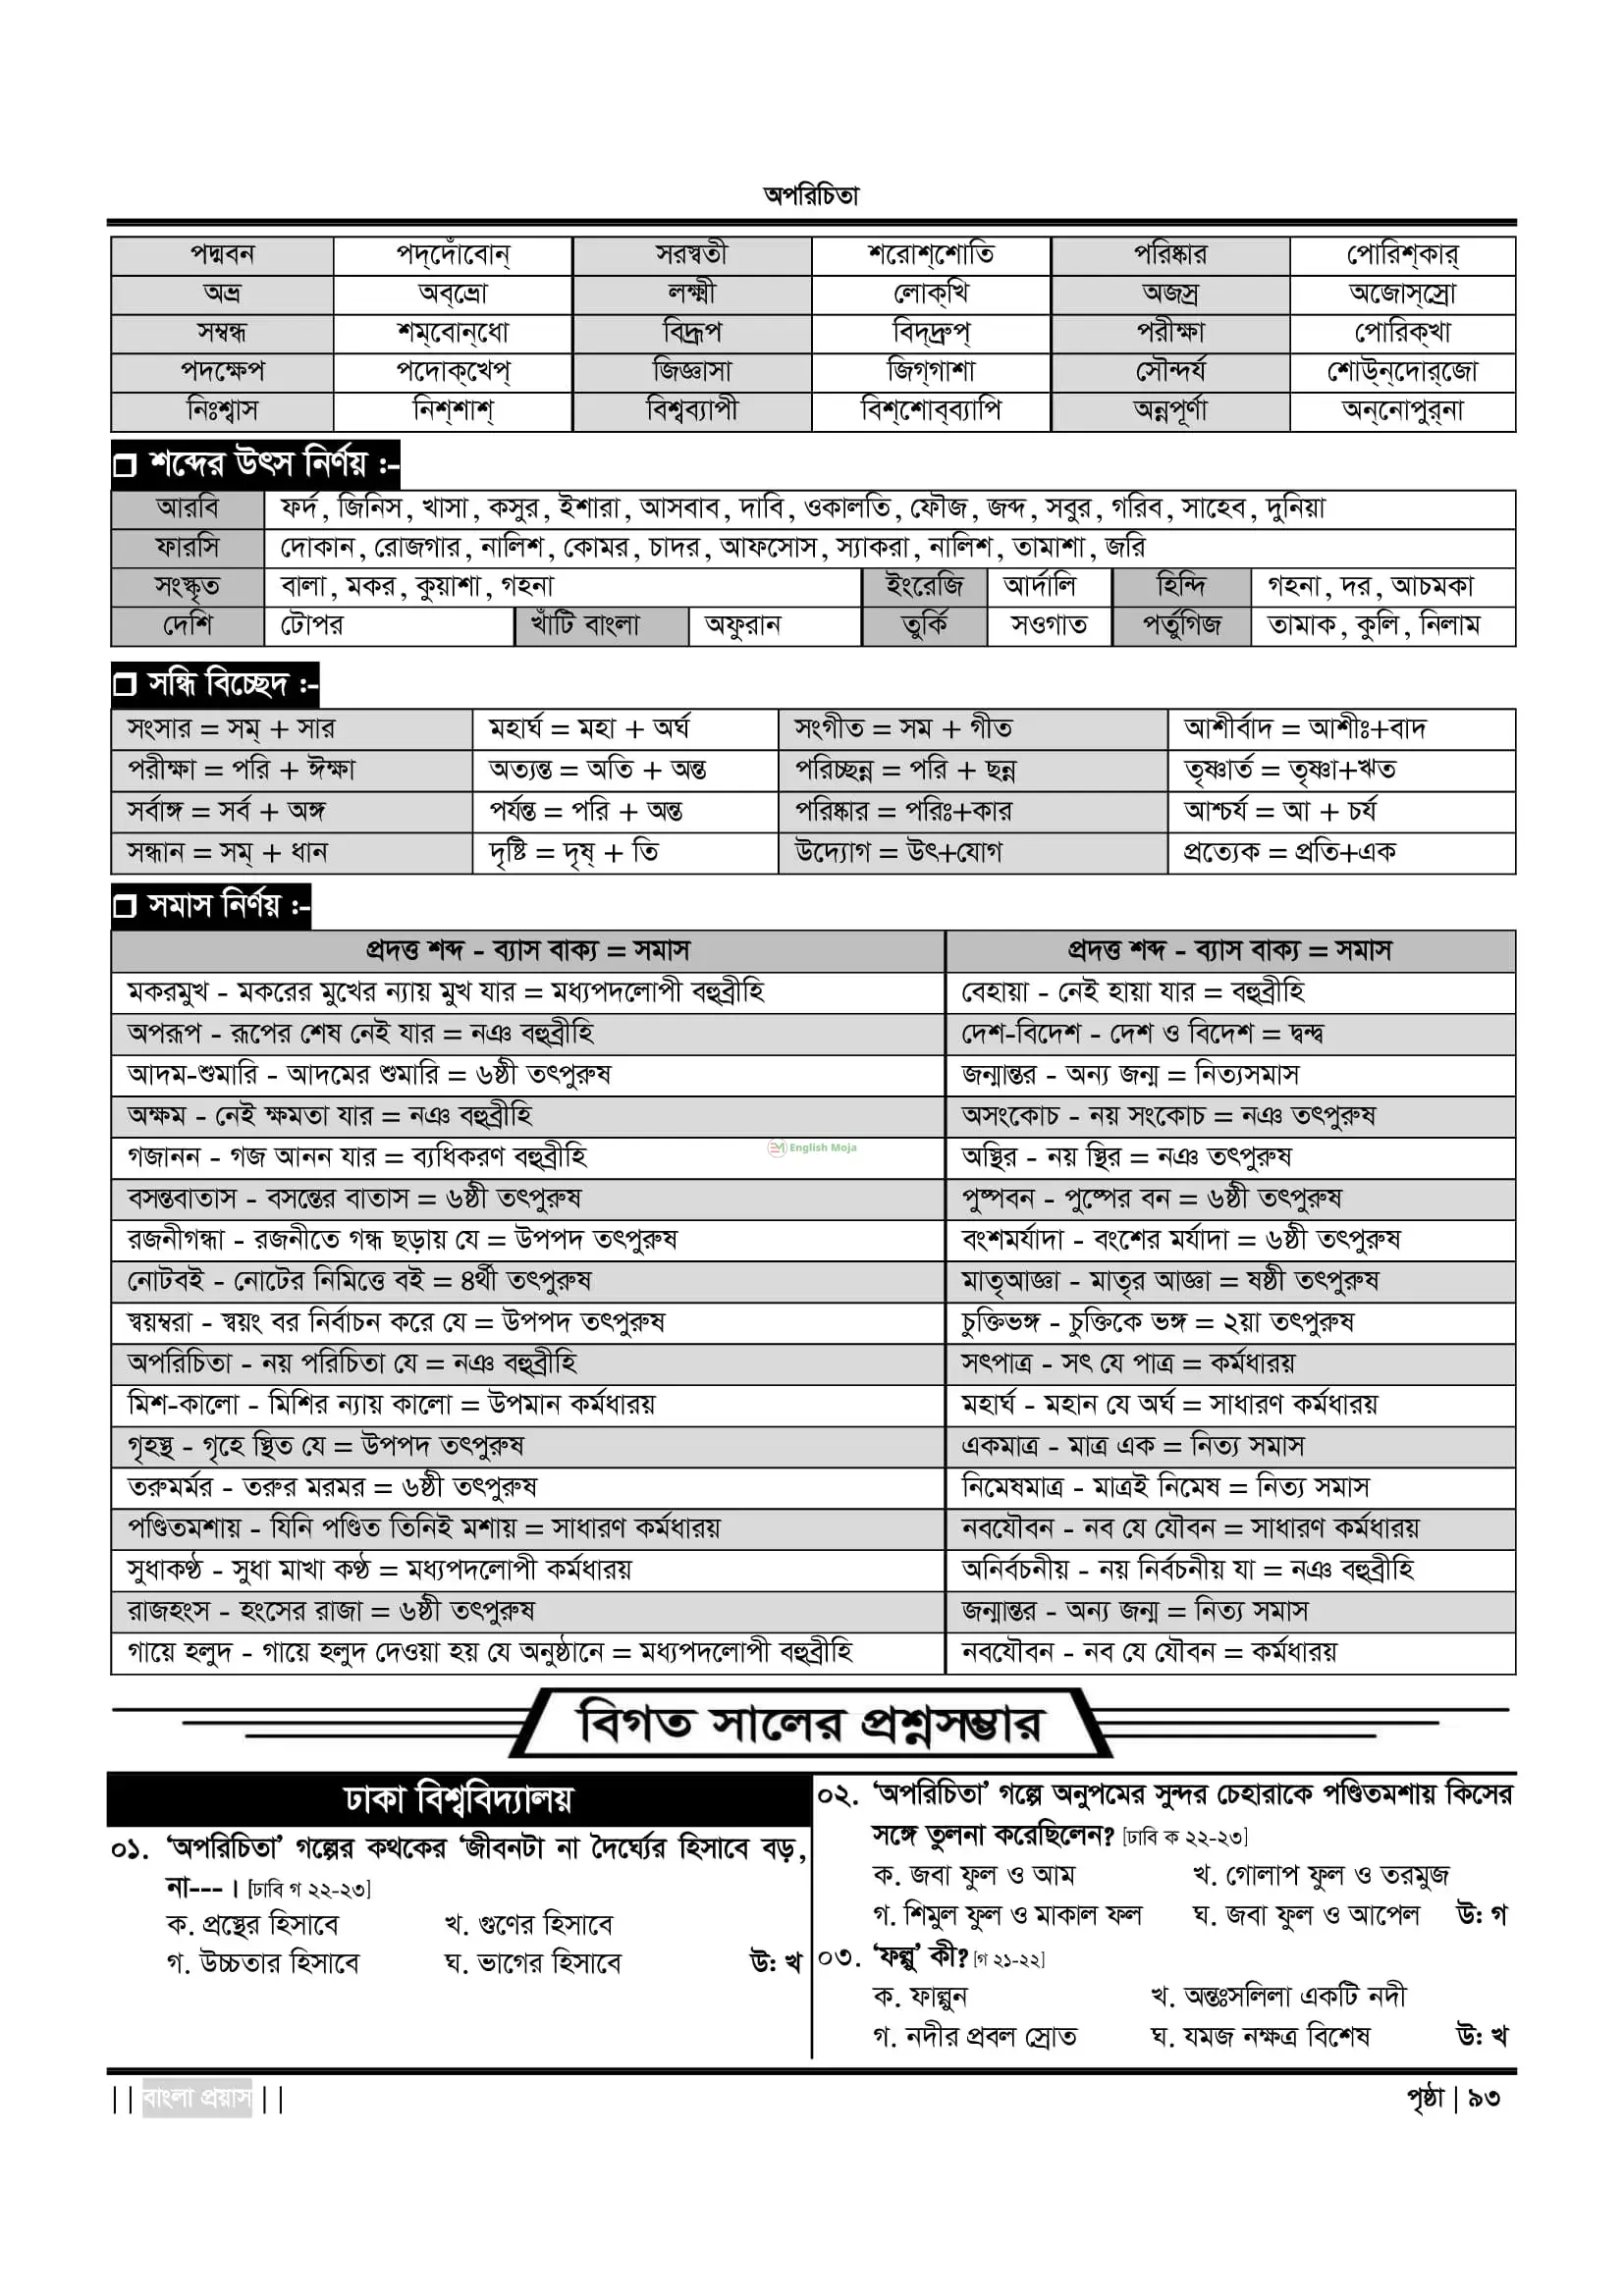 অপরিচিতা
পদ্মবন পদ্‌দোঁবোন্ সরস্বতী শরোশ্‌শোতি পরিষ্কার পোরিশ্‌কার্
অভ্র অব্‌ভ্রো লক্ষ্মী লোক্‌খি অজস্র অজোস্‌স্রো
সম্বন্ধ শম্‌বোন্‌ধো বিদ্রূপ বিদ্‌দ্রুপ্ পরীক্ষা পোরিক্‌খা
পদক্ষেপ পদোক্‌খেপ্ জিজ্ঞাসা জিগ্‌গাশা সৌন্দর্য শোউ্‌ন্‌দোর্‌জো
নিঃশ্বাস নিশ্‌শাশ্ বিশ্বব্যাপী বিশ্‌শোব্‌ব্যাপি অন্নপূর্ণা অন্‌নোপুর্‌না
❒ শব্দের উৎস নির্ণয় :-
আরবি ফর্দ, জিনিস, খাসা, কসুর, ইশারা, আসবাব, দাবি, ওকালতি, ফৌজ, জব্দ, সবুর, গরিব, সাহেব, দুনিয়া
ফারসি দোকান, রোজগার, নালিশ, কোমর, চাদর, আফসোস, স্যাকরা, নালিশ, তামাশা, জরি
সংস্কৃত বালা, মকর, কুয়াশা, গহনা ইংরেজি আর্দালি হিন্দি গহনা, দর, আচমকা
দেশি টোপর খাঁটি বাংলা অফুরান তুর্কি সওগাত পর্তুগিজ তামাক, কুলি, নিলাম
❒ সন্ধি বিচ্ছেদ :-
সংসার = সম্ + সার মহার্ঘ = মহা + অর্ঘ সংগীত = সম + গীত আশীর্বাদ = আশীঃ+বাদ
পরীক্ষা = পরি + ঈক্ষা অত্যন্ত = অতি + অন্ত পরিচ্ছন্ন = পরি + ছন্ন তৃষ্ণার্ত = তৃষ্ণা+ঋত
সর্বাঙ্গ = সর্ব + অঙ্গ পর্যন্ত = পরি + অন্ত পরিষ্কার = পরিঃ+কার আশ্চর্য = আ + চর্য
সন্ধান = সম্ + ধান দৃষ্টি = দৃষ্ + তি উদ্যোগ = উৎ+যোগ প্রত্যেক = প্রতি+এক
❒ সমাস নির্ণয় :-
প্রদত্ত শব্দ - ব্যাস বাক্য = সমাস প্রদত্ত শব্দ - ব্যাস বাক্য = সমাস
মকরমুখ - মকরের মুখের ন্যায় মুখ যার = মধ্যপদলোপী বহুব্রীহি বেহায়া - নেই হায়া যার = বহুব্রীহি
অপরূপ - রূপের শেষ নেই যার = নঞ বহুব্রীহি দেশ-বিদেশ - দেশ ও বিদেশ = দ্বন্দ্ব
আদম-শুমারি - আদমের শুমারি = ৬ষ্ঠী তৎপুরুষ জন্মান্তর - অন্য জন্ম = নিত্যসমাস
অক্ষম - নেই ক্ষমতা যার = নঞ বহুব্রীহি অসংকোচ - নয় সংকোচ = নঞ তৎপুরুষ
গজানন - গজ আনন যার = ব্যধিকরণ বহুব্রীহি অস্থির - নয় স্থির = নঞ তৎপুরুষ
English Moja
বসন্তবাতাস - বসন্তের বাতাস = ৬ষ্ঠী তৎপুরুষ পুষ্পবন - পুষ্পের বন = ৬ষ্ঠী তৎপুরুষ
রজনীগন্ধা - রজনীতে গন্ধ ছড়ায় যে = উপপদ তৎপুরুষ বংশমর্যাদা - বংশের মর্যাদা = ৬ষ্ঠী তৎপুরুষ
নোটবই - নোটের নিমিত্তে বই = ৪র্থী তৎপুরুষ মাতৃআজ্ঞা - মাতৃর আজ্ঞা = ষষ্ঠী তৎপুরুষ
স্বয়ম্বরা - স্বয়ং বর নির্বাচন করে যে = উপপদ তৎপুরুষ চুক্তিভঙ্গ - চুক্তিকে ভঙ্গ = ২য়া তৎপুরুষ
অপরিচিতা - নয় পরিচিতা যে = নঞ বহুব্রীহি সৎপাত্র - সৎ যে পাত্র = কর্মধারয়
মিশ-কালো - মিশির ন্যায় কালো = উপমান কর্মধারয় মহার্ঘ - মহান যে অর্ঘ = সাধারণ কর্মধারয়
গৃহস্থ - গৃহে স্থিত যে = উপপদ তৎপুরুষ একমাত্র - মাত্র এক = নিত্য সমাস
তরুমর্মর - তরুর মরমর = ৬ষ্ঠী তৎপুরুষ নিমেষমাত্র - মাত্রই নিমেষ = নিত্য সমাস
পণ্ডিতমশায় - যিনি পণ্ডিত তিনিই মশায় = সাধারণ কর্মধারয় নবযৌবন - নব যে যৌবন = সাধারণ কর্মধারয়
সুধাকণ্ঠ - সুধা মাখা কণ্ঠ = মধ্যপদলোপী কর্মধারয় অনির্বচনীয় - নয় নির্বচনীয় যা = নঞ বহুব্রীহি
রাজহংস - হংসের রাজা = ৬ষ্ঠী তৎপুরুষ জন্মান্তর - অন্য জন্ম = নিত্য সমাস
গায়ে হলুদ - গায়ে হলুদ দেওয়া হয় যে অনুষ্ঠানে = মধ্যপদলোপী বহুব্রীহি নবযৌবন - নব যে যৌবন = কর্মধারয়
বিগত সালের প্রশ্নসম্ভার
ঢাকা বিশ্ববিদ্যালয়
০১. ‘অপরিচিতা’ গল্পের কথকের ‘জীবনটা না দৈর্ঘ্যের হিসাবে বড়,
না---। [ঢাবি গ ২২-২৩]
ক. প্রস্থের হিসাবে খ. গুণের হিসাবে
গ. উচ্চতার হিসাবে ঘ. ভাগের হিসাবে উ: খ
০২. ‘অপরিচিতা’ গল্পে অনুপমের সুন্দর চেহারাকে পণ্ডিতমশায় কিসের
সঙ্গে তুলনা করেছিলেন? [ঢাবি ক ২২-২৩]
ক. জবা ফুল ও আম খ. গোলাপ ফুল ও তরমুজ
গ. শিমুল ফুল ও মাকাল ফল ঘ. জবা ফুল ও আপেল উ: গ
০৩. ‘ফল্গু’ কী? [গ ২১-২২]
ক. ফাল্গুন খ. অন্তঃসলিলা একটি নদী
গ. নদীর প্রবল স্রোত ঘ. যমজ নক্ষত্র বিশেষ উ: খ
|| বাংলা প্রয়াস || পৃষ্ঠা | ৯৩